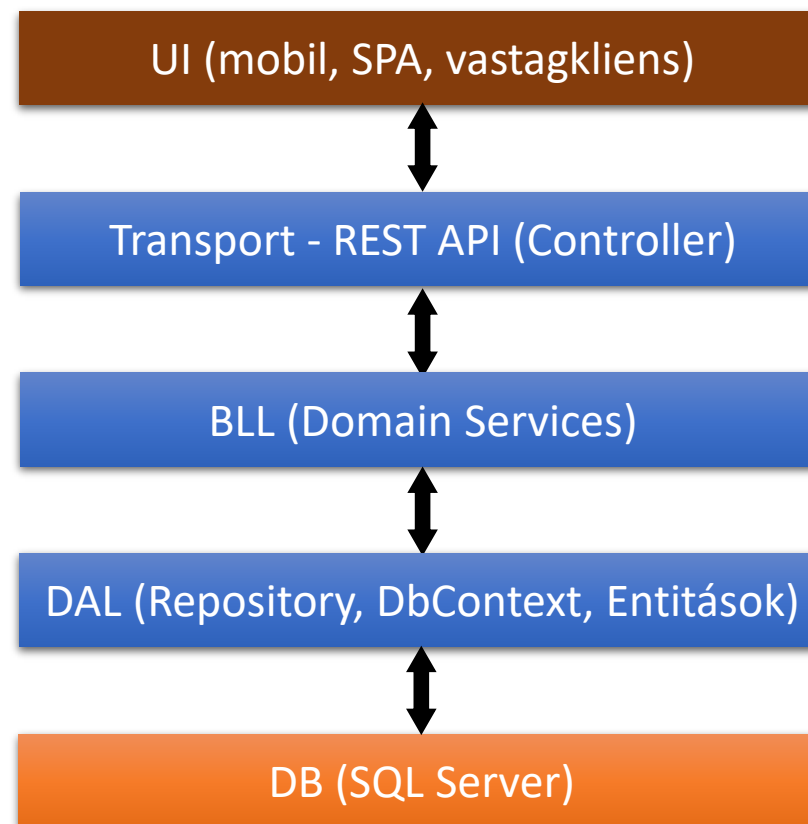 UI (mobil, SPA, vastagkliens)
Transport - REST API (Controller)
BLL (Domain Services)
DAL (Repository, DbContext, Entitások)
DB (SQL Server)